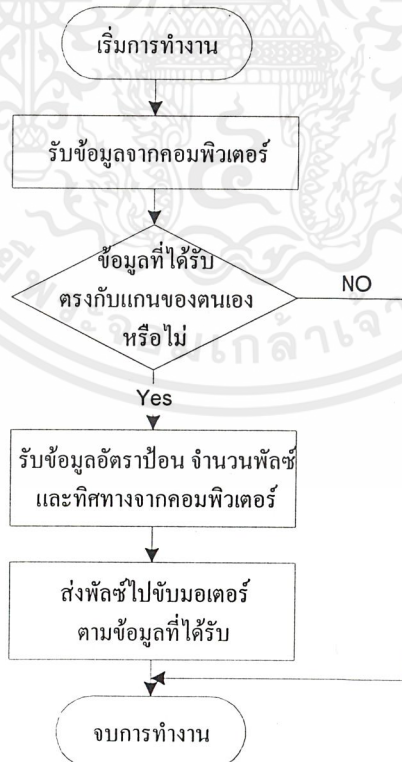 เริ่มการทำงาน
รับข้อมูลจากคอมพิวเตอร์
ข้อมูลที่ได้รับ
ตรงกับแกนของตนเอง
หรือไม่
NO
Yes
รับข้อมูลอัตราป้อน จำนวนพัลซ์
และทิศทางจากคอมพิวเตอร์
ส่งพัลซ์ไปขับมอเตอร์
ตามข้อมูลที่ได้รับ
จบการทำงาน